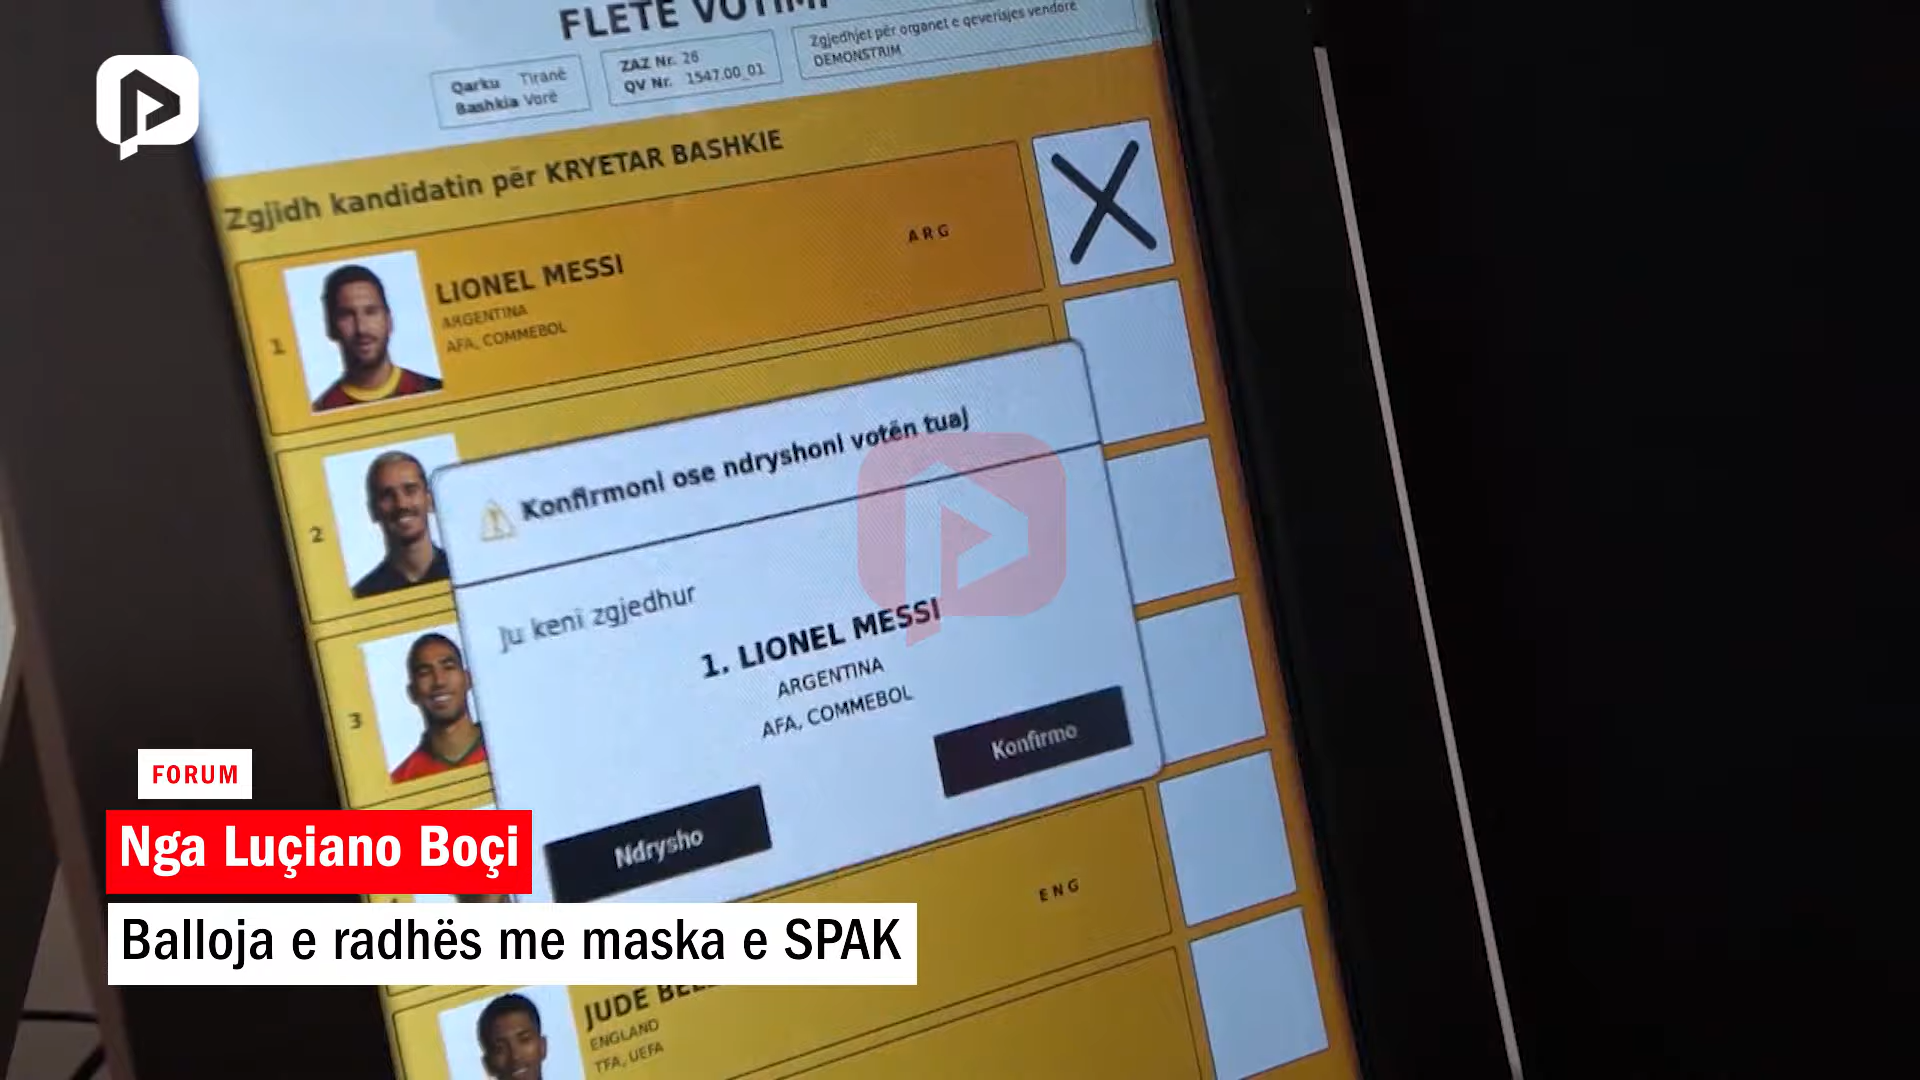 FLETË VOTIMI
Qarku Tiranë
Bashkia Vorë
ZAZ Nr. 26
QV Nr. 1547.00_01
Zgjedhjet për organet e qeverisjes vendore
DEMONSTRIM
Zgjidh kandidatin për KRYETAR BASHKIE
1
LIONEL MESSI
ARGENTINA
AFA, COMMEBOL
ARG
2
3
Konfirmoni ose ndryshoni votën tuaj
Ju keni zgjedhur
1. LIONEL MESSI
ARGENTINA
AFA, COMMEBOL
Ndrysho
Konfirmo
ENG
JUDE
ENGLAND
TFA, UEFA
FORUM
Nga Luçiano Boçi
Balloja e radhës me maska e SPAK